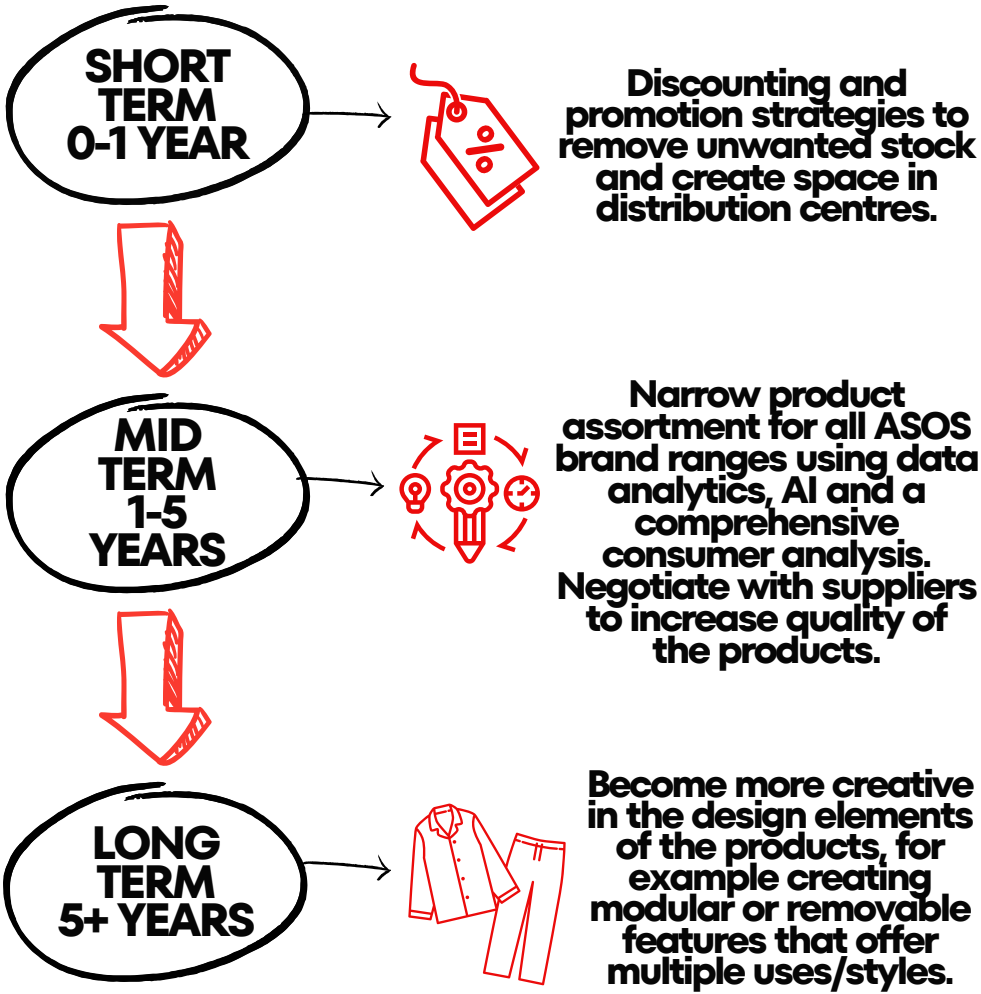 SHORT
TERM
0-1 YEAR
Discounting and
promotion strategies to
remove unwanted stock
and create space in
distribution centres.
MID
TERM
1-5
YEARS
Narrow product
assortment for all ASOS
brand ranges using data
analytics, AI and a
comprehensive
consumer analysis.
Negotiate with suppliers
to increase quality of
the products.
LONG
TERM
5+ YEARS
Become more creative
in the design elements
of the products, for
example creating
modular or removable
features that offer
multiple uses/styles.